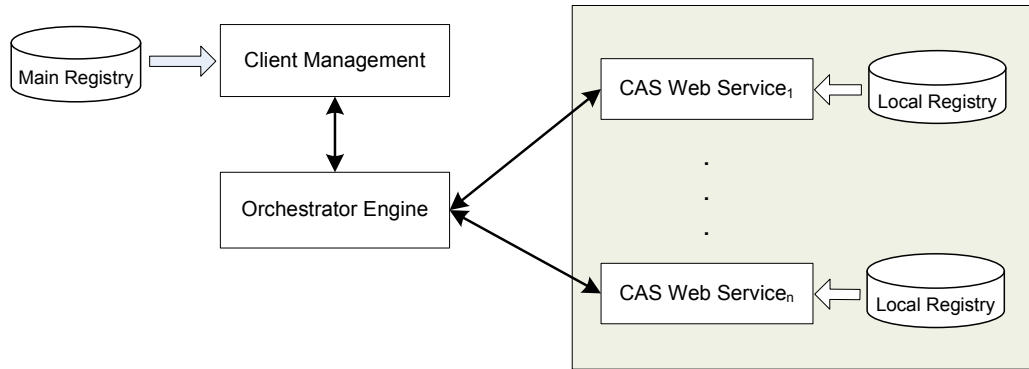 Main Registry
Client Management
Orchestrator Engine
CAS Web Service₁
Local Registry
.
.
.
CAS Web Serviceₙ
Local Registry